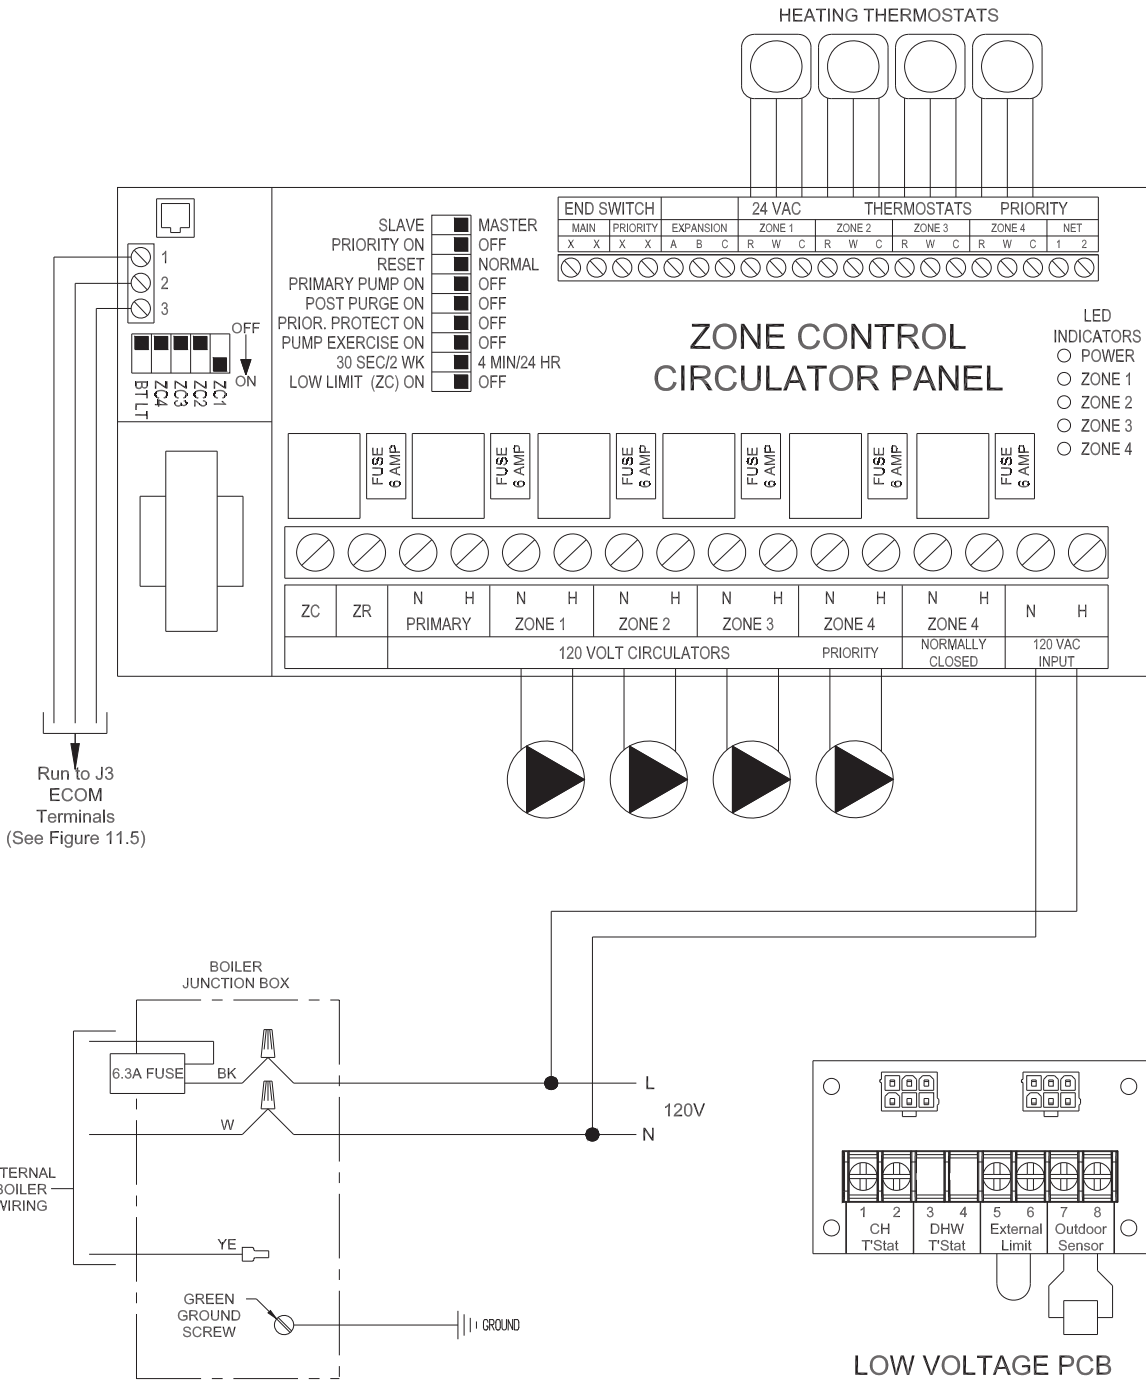 HEATING THERMOSTATS
END SWITCH 24 VAC THERMOSTATS PRIORITY
MAIN PRIORITY EXPANSION ZONE 1 ZONE 2 ZONE 3 ZONE 4 NET
X X X X A B C R W C R W C R W C R W C 1 2
SLAVE MASTER
PRIORITY ON OFF
RESET NORMAL
PRIMARY PUMP ON OFF
POST PURGE ON OFF
PRIOR. PROTECT ON OFF
PUMP EXERCISE ON OFF
30 SEC/2 WK 4 MIN/24 HR
LOW LIMIT (ZC) ON OFF
1
2
3
OFF
ON
BT LT
ZC4
ZC3
ZC2
ZC1
ZONE CONTROL
CIRCULATOR PANEL
LED
INDICATORS
POWER
ZONE 1
ZONE 2
ZONE 3
ZONE 4
FUSE
6 AMP
FUSE
6 AMP
FUSE
6 AMP
FUSE
6 AMP
FUSE
6 AMP
FUSE
6 AMP
ZC ZR N H N H N H N H N H N H N H
PRIMARY ZONE 1 ZONE 2 ZONE 3 ZONE 4 ZONE 4
120 VOLT CIRCULATORS PRIORITY NORMALLY CLOSED 120 VAC INPUT
Run to J3
ECOM
Terminals
(See Figure 11.5)
BOILER
JUNCTION BOX
6.3A FUSE
BK
W
L
120V
N
TERNAL
BOILER
WIRING
YE
GREEN
GROUND
SCREW
GROUND
1 2 3 4 5 6 7 8
CH DHW External Outdoor
T'Stat T'Stat Limit Sensor
LOW VOLTAGE PCB